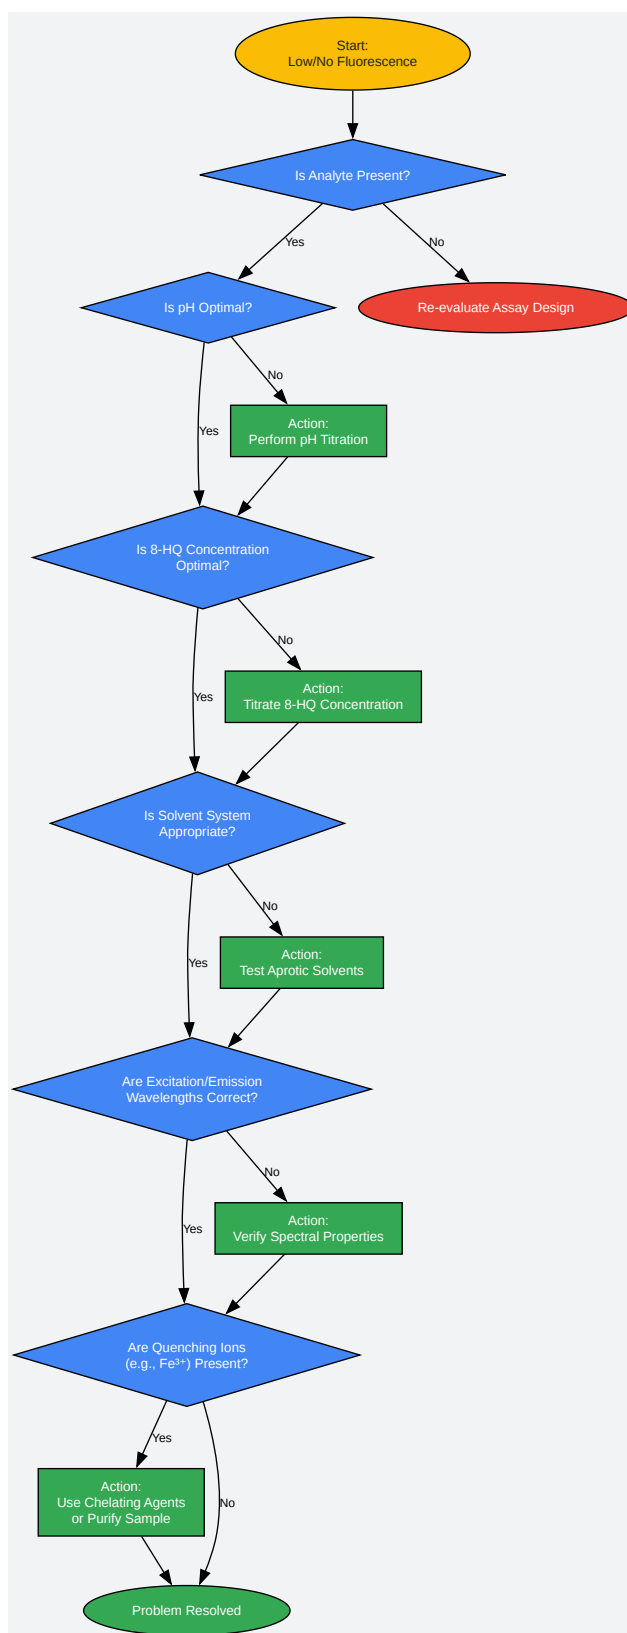 Start:
Low/No Fluorescence
Is Analyte Present?
Yes
No
Is pH Optimal?
Re-evaluate Assay Design
No
Action:
Perform pH Titration
Yes
Is 8-HQ Concentration
Optimal?
No
Action:
Titrate 8-HQ Concentration
Yes
Is Solvent System
Appropriate?
No
Action:
Test Aprotic Solvents
Yes
Are Excitation/Emission
Wavelengths Correct?
No
Action:
Verify Spectral Properties
Yes
Are Quenching Ions
(e.g., Fe³⁺) Present?
Yes
Action:
Use Chelating Agents
or Purify Sample
No
Problem Resolved